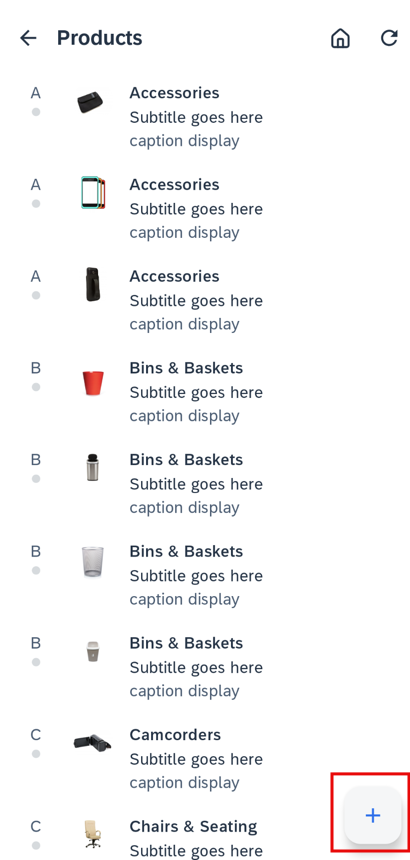 Products
A
Accessories
Subtitle goes here
caption display
A
Accessories
Subtitle goes here
caption display
A
Accessories
Subtitle goes here
caption display
B
Bins & Baskets
Subtitle goes here
caption display
B
Bins & Baskets
Subtitle goes here
caption display
B
Bins & Baskets
Subtitle goes here
caption display
B
Bins & Baskets
Subtitle goes here
caption display
C
Camcorders
Subtitle goes here
caption display
C
Chairs & Seating
Subtitle goes here